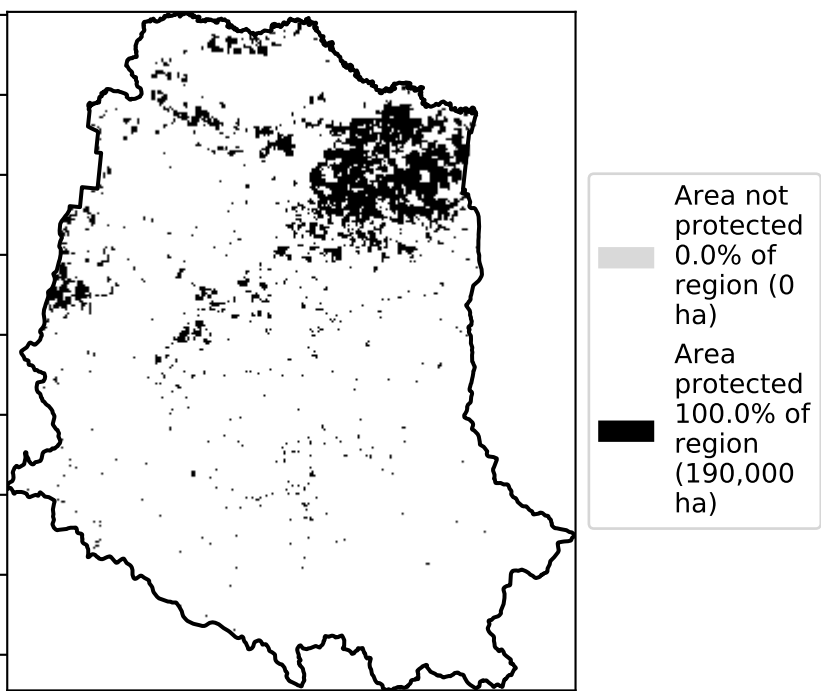 Area not
protected
0.0% of
region (0
ha)
Area
protected
100.0% of
region
(190,000
ha)